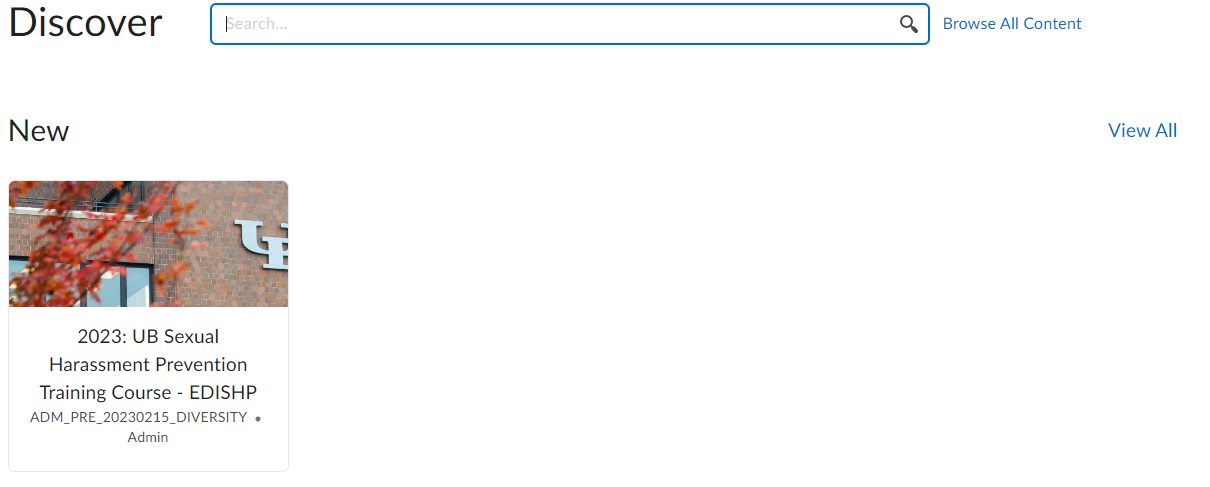 Discover
Search...
Browse All Content
New
View All
UB
2023: UB Sexual
Harassment Prevention
Training Course - EDISHP
ADM_PRE_20230215_DIVERSITY •
Admin